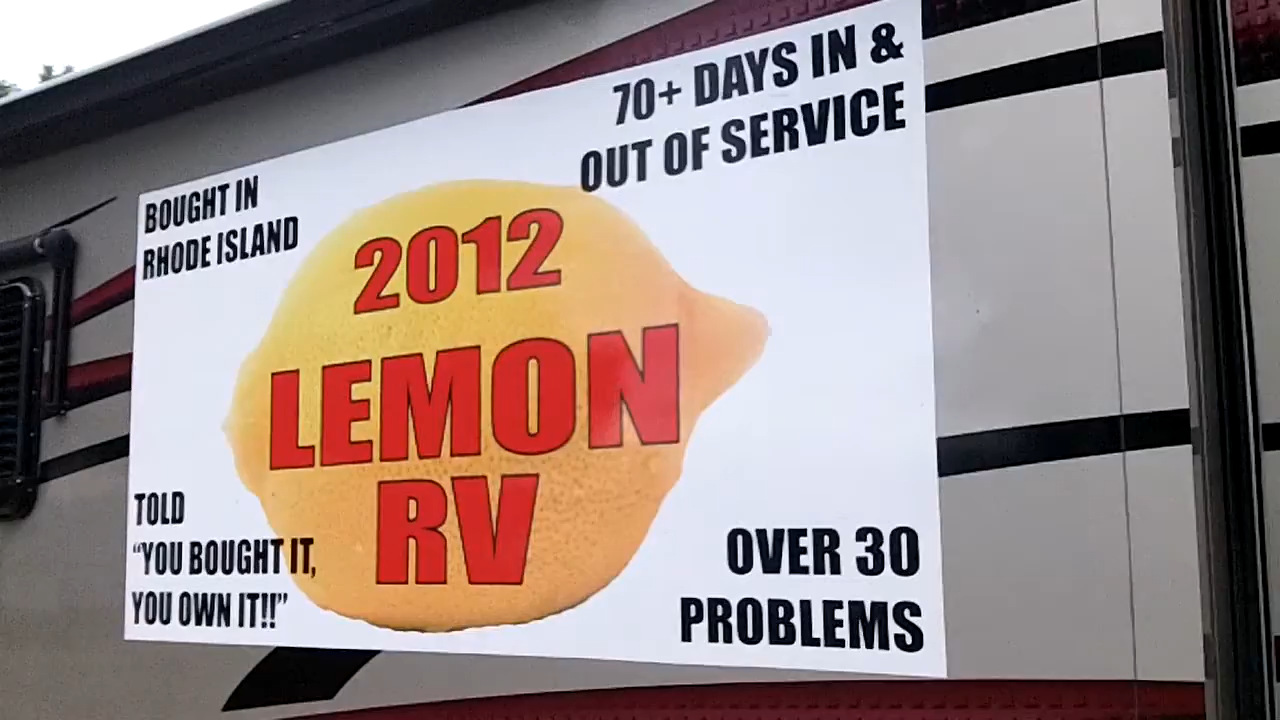 70+ DAYS IN &
OUT OF SERVICE
BOUGHT IN
RHODE ISLAND
2012
LEMON
RV
TOLD
“YOU BOUGHT IT,
YOU OWN IT!!”
OVER 30
PROBLEMS